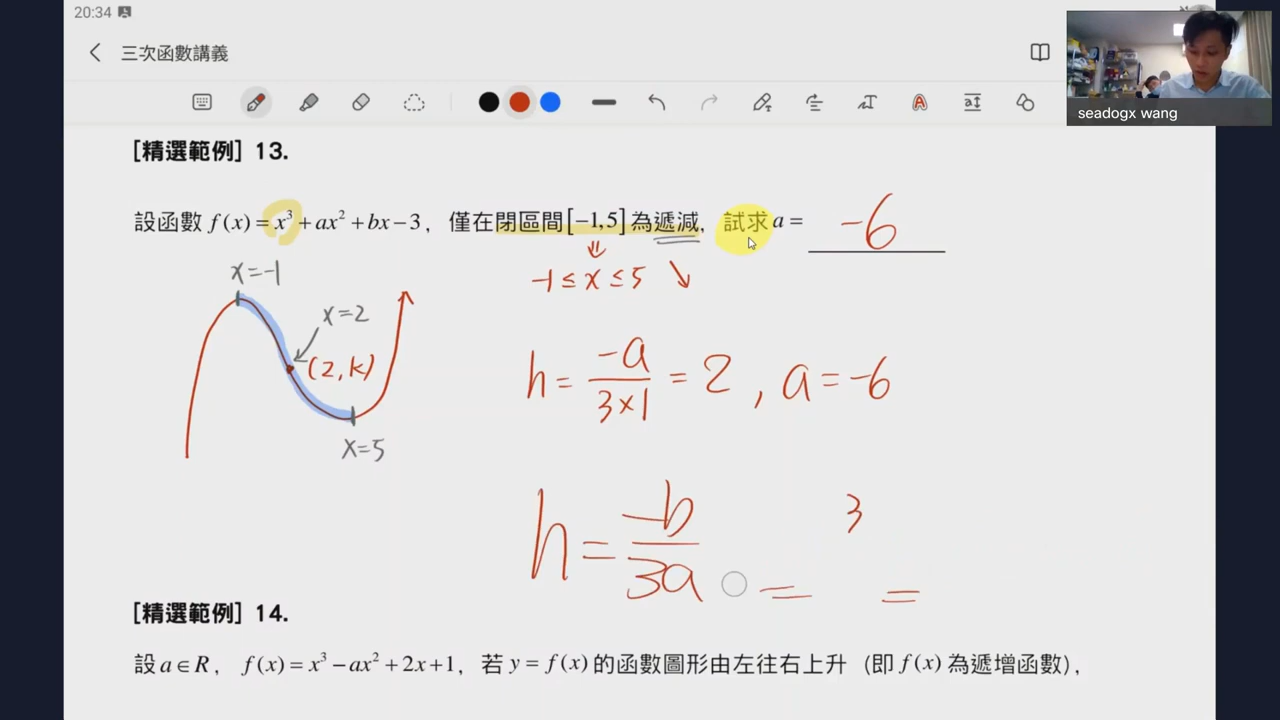 20:34
三次函數講義
seadogx wang
[精選範例] 13.
設函數 f(x) = x³ + ax² + bx − 3，僅在閉區間 [−1,5] 為遞減，試求 a = -6
x=-1
-1 ≤ x ≤ 5 ↘
x=2
(2,k)
h = -a/3×1 = 2 , a = -6
x=5
h = -b/3a = 3 =
[精選範例] 14.
設 a ∈ R，f(x) = x³ − ax² + 2x + 1，若 y = f(x) 的函數圖形由左往右上升 (即 f(x) 為遞增函數)，